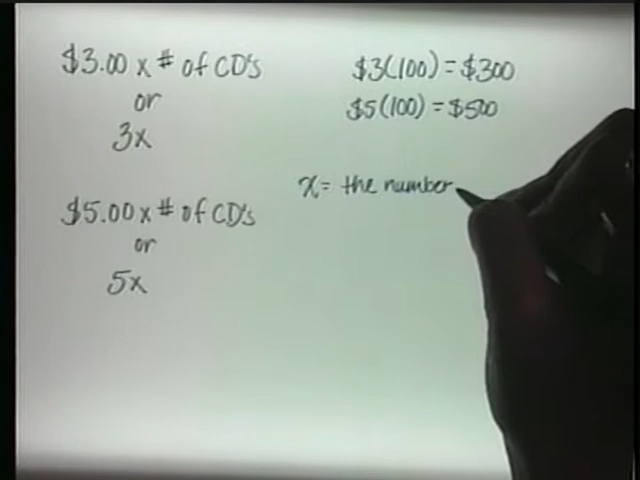 $3.00 x # of CD's
or
3x
$5.00 x # of CD's
or
5x
$3(100) = $300
$5(100) = $500
x = the number